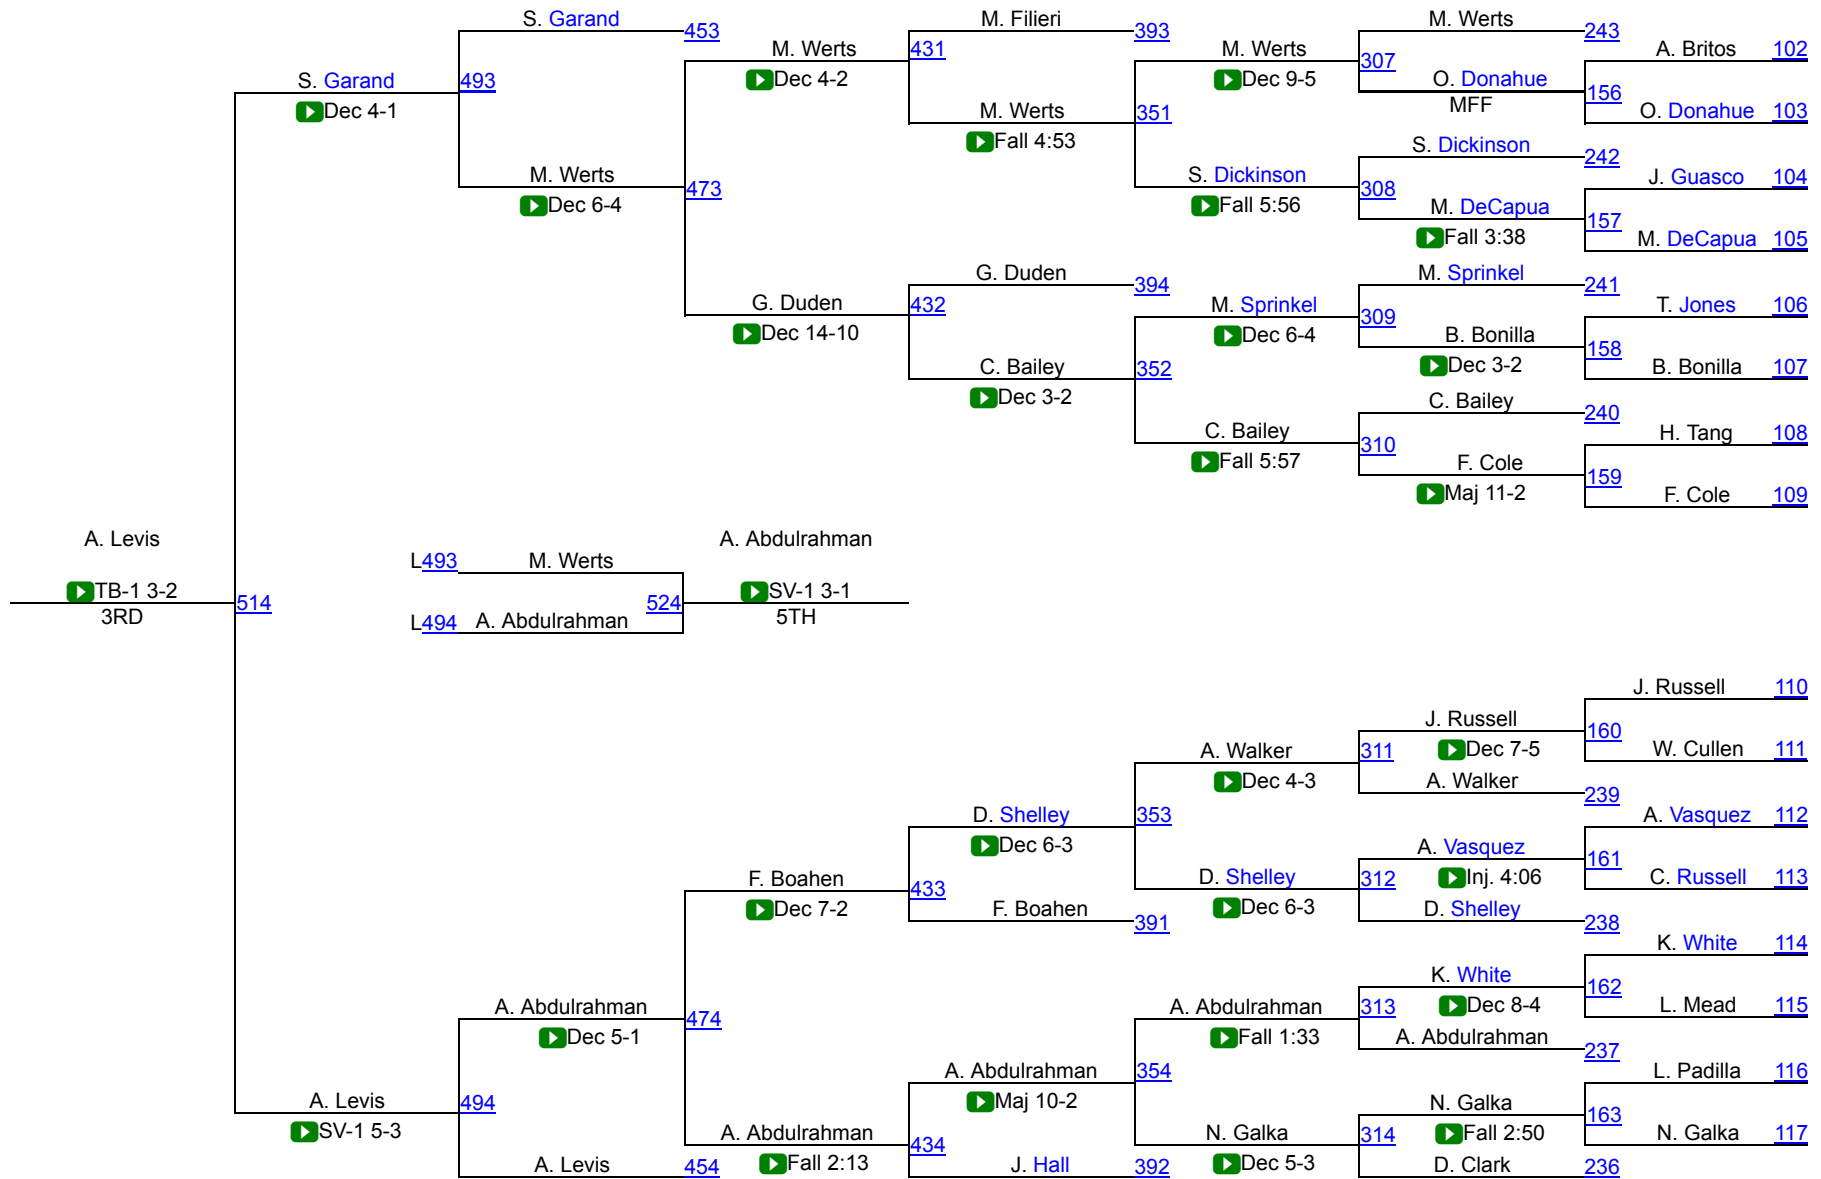 S. Garand
453
M. Filieri
393
M. Werts
243
M. Werts
431
M. Werts
307
A. Britos
102
S. Garand
493
Dec 4-2
Dec 9-5
O. Donahue
156
Dec 4-1
MFF
M. Werts
351
O. Donahue
103
Fall 4:53
S. Dickinson
242
M. Werts
473
S. Dickinson
308
J. Guasco
104
Dec 6-4
Fall 5:56
M. DeCapua
157
Fall 3:38
M. DeCapua
105
G. Duden
394
M. Sprinkel
241
G. Duden
432
M. Sprinkel
309
T. Jones
106
Dec 14-10
Dec 6-4
B. Bonilla
158
C. Bailey
352
Dec 3-2
B. Bonilla
107
Dec 3-2
C. Bailey
240
C. Bailey
310
H. Tang
108
Fall 5:57
F. Cole
159
Maj 11-2
F. Cole
109
A. Levis
A. Abdulrahman
L493
M. Werts
TB-1 3-2
514
524
SV-1 3-1
3RD
5TH
L494
A. Abdulrahman
J. Russell
110
J. Russell
160
A. Walker
311
Dec 7-5
W. Cullen
111
Dec 4-3
A. Walker
239
D. Shelley
353
A. Vasquez
112
Dec 6-3
A. Vasquez
161
F. Boahen
433
D. Shelley
312
Inj. 4:06
C. Russell
113
Dec 7-2
F. Boahen
391
Dec 6-3
D. Shelley
238
K. White
114
K. White
162
A. Abdulrahman
474
A. Abdulrahman
313
Dec 8-4
L. Mead
115
Dec 5-1
Fall 1:33
A. Abdulrahman
237
A. Abdulrahman
354
L. Padilla
116
A. Levis
494
Maj 10-2
N. Galka
163
SV-1 5-3
A. Abdulrahman
434
N. Galka
314
Fall 2:50
N. Galka
117
A. Levis
454
Fall 2:13
J. Hall
392
Dec 5-3
D. Clark
236